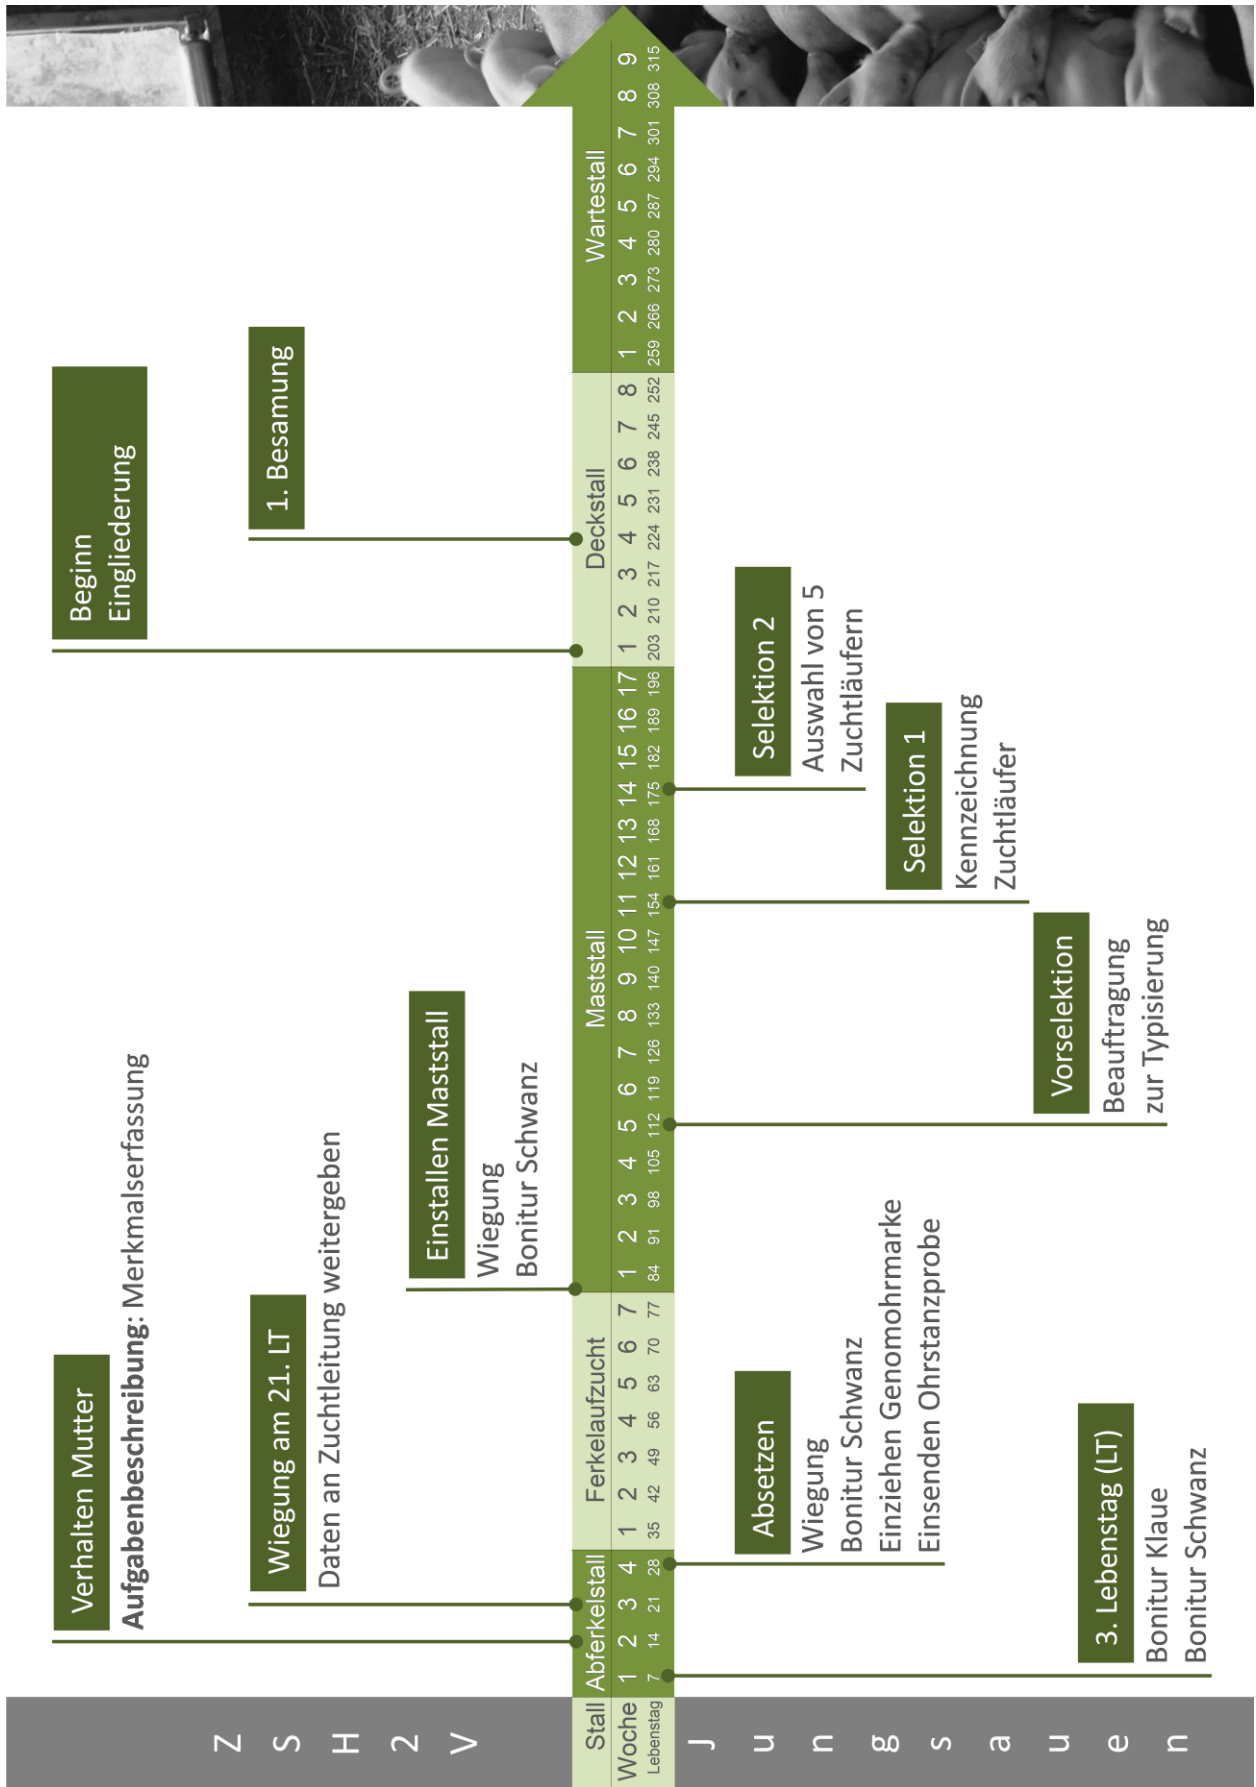 ZSH2V
Verhalten Mutter
Aufgabenbeschreibung: Merkmalserfassung
Beginn
Eingliederung
Wiegung am 21. LT
Daten an Zuchtleitung weitergeben
1. Besamung
Einstallen Maststall
Wiegung
Bonitur Schwanz
Stall Abferkelstall Ferkelaufzucht Maststall Deckstall Wartestall
Woche 1 2 3 4 1 2 3 4 5 6 7 1 2 3 4 5 6 7 8 9 10 11 12 13 14 15 16 17 1 2 3 4 5 6 7 8 1 2 3 4 5 6 7 8 9
Lebenstag 7 14 21 28 35 42 49 56 63 70 77 84 91 98 105 112 119 126 133 140 147 154 161 168 175 182 189 196 203 210 217 224 231 238 245 252 259 266 273 280 287 294 301 308 315
Jungsauen
Absetzen
Wiegung
Bonitur Schwanz
Einziehen Genomohrmarke
Einsenden Ohrstanzprobe
Selektion 2
Auswahl von 5
Zuchtläufern
Selektion 1
Kennzeichnung
Zuchtläufer
Vorselektion
Beauftragung
zur Typisierung
3. Lebenstag (LT)
Bonitur Klaue
Bonitur Schwanz